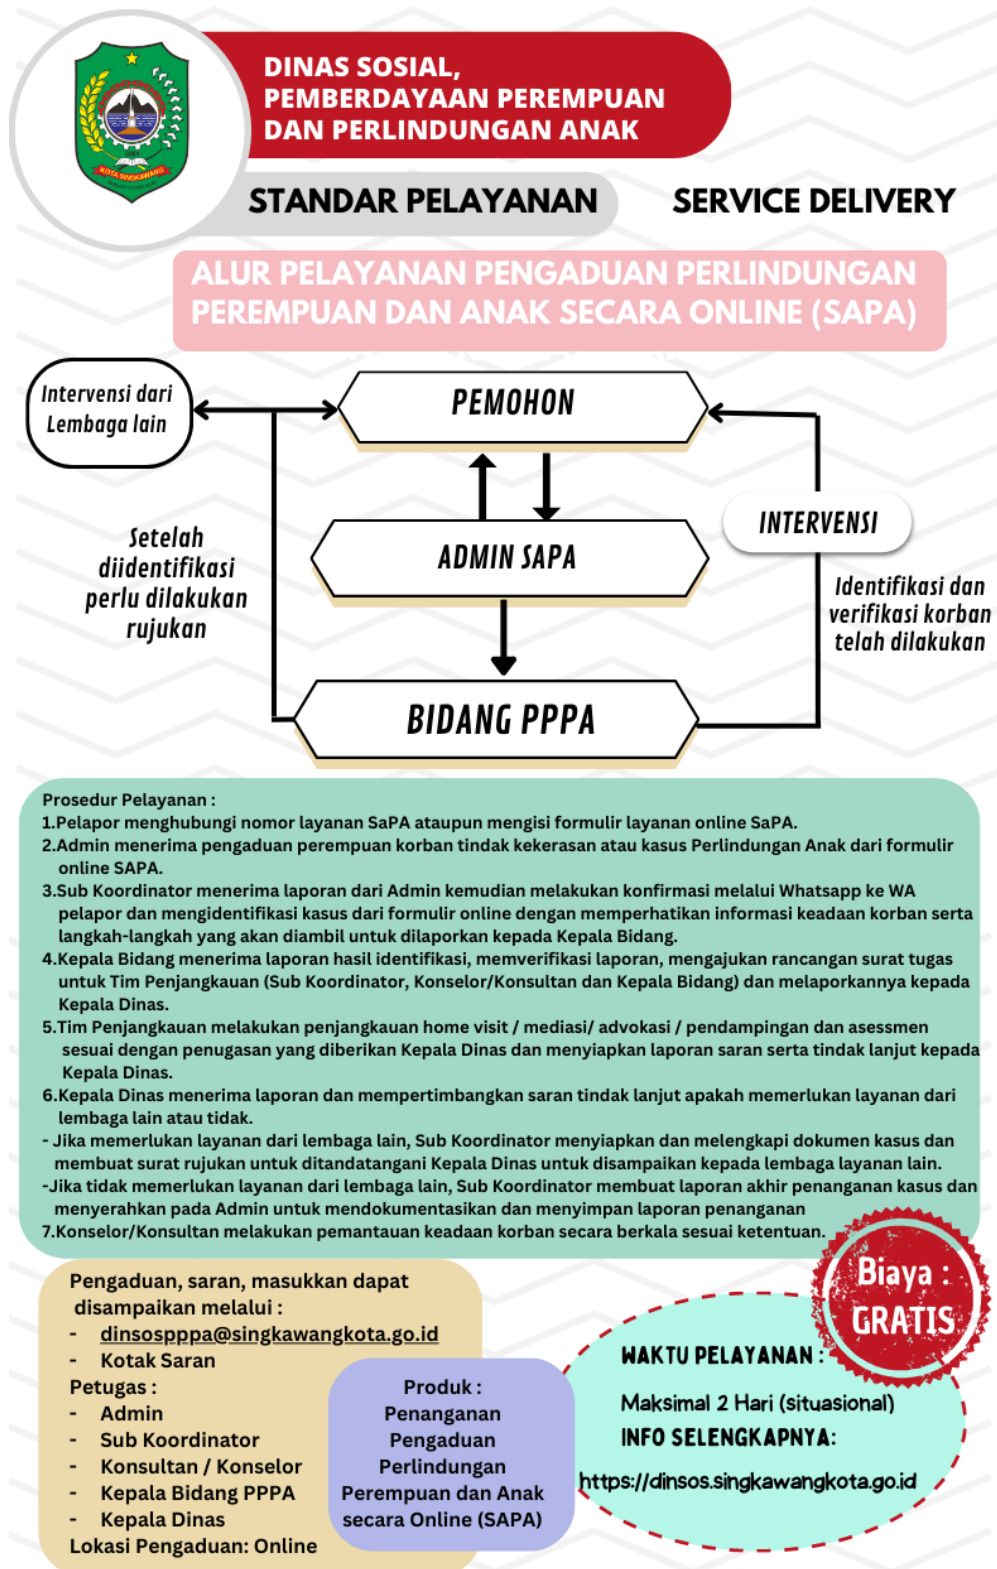 DINAS SOSIAL,
PEMBERDAYAAN PEREMPUAN
DAN PERLINDUNGAN ANAK
KOTA SINGKAWANG
STANDAR PELAYANAN
SERVICE DELIVERY
ALUR PELAYANAN PENGADUAN PERLINDUNGAN
PEREMPUAN DAN ANAK SECARA ONLINE (SAPA)
Intervensi dari
Lembaga lain
PEMOHON
INTERVENSI
ADMIN SAPA
Setelah
diidentifikasi
perlu dilakukan
rujukan
Identifikasi dan
verifikasi korban
telah dilakukan
BIDANG PPPA
Prosedur Pelayanan :
1.Pelapor menghubungi nomor layanan SaPA ataupun mengisi formulir layanan online SaPA.
2.Admin menerima pengaduan perempuan korban tindak kekerasan atau kasus Perlindungan Anak dari formulir
online SAPA.
3.Sub Koordinator menerima laporan dari Admin kemudian melakukan konfirmasi melalui Whatsapp ke WA
pelapor dan mengidentifikasi kasus dari formulir online dengan memperhatikan informasi keadaan korban serta
langkah-langkah yang akan diambil untuk dilaporkan kepada Kepala Bidang.
4.Kepala Bidang menerima laporan hasil identifikasi, memverifikasi laporan, mengajukan rancangan surat tugas
untuk Tim Penjangkauan (Sub Koordinator, Konselor/Konsultan dan Kepala Bidang) dan melaporkannya kepada
Kepala Dinas.
5.Tim Penjangkauan melakukan penjangkauan home visit / mediasi/ advokasi / pendampingan dan asessmen
sesuai dengan penugasan yang diberikan Kepala Dinas dan menyiapkan laporan saran serta tindak lanjut kepada
Kepala Dinas.
6.Kepala Dinas menerima laporan dan mempertimbangkan saran tindak lanjut apakah memerlukan layanan dari
lembaga lain atau tidak.
- Jika memerlukan layanan dari lembaga lain, Sub Koordinator menyiapkan dan melengkapi dokumen kasus dan
membuat surat rujukan untuk ditandatangani Kepala Dinas untuk disampaikan kepada lembaga layanan lain.
-Jika tidak memerlukan layanan dari lembaga lain, Sub Koordinator membuat laporan akhir penanganan kasus dan
menyerahkan pada Admin untuk mendokumentasikan dan menyimpan laporan penanganan
7.Konselor/Konsultan melakukan pemantauan keadaan korban secara berkala sesuai ketentuan.
Pengaduan, saran, masukkan dapat
disampaikan melalui :
- dinsospppa@singkawangkota.go.id
- Kotak Saran
Petugas :
- Admin
- Sub Koordinator
- Konsultan / Konselor
- Kepala Bidang PPPA
- Kepala Dinas
Lokasi Pengaduan: Online
Produk :
Penanganan
Pengaduan
Perlindungan
Perempuan dan Anak
secara Online (SAPA)
Biaya :
GRATIS
WAKTU PELAYANAN :
Maksimal 2 Hari (situasional)
INFO SELENGKAPNYA:
https://dinsos.singkawangkota.go.id